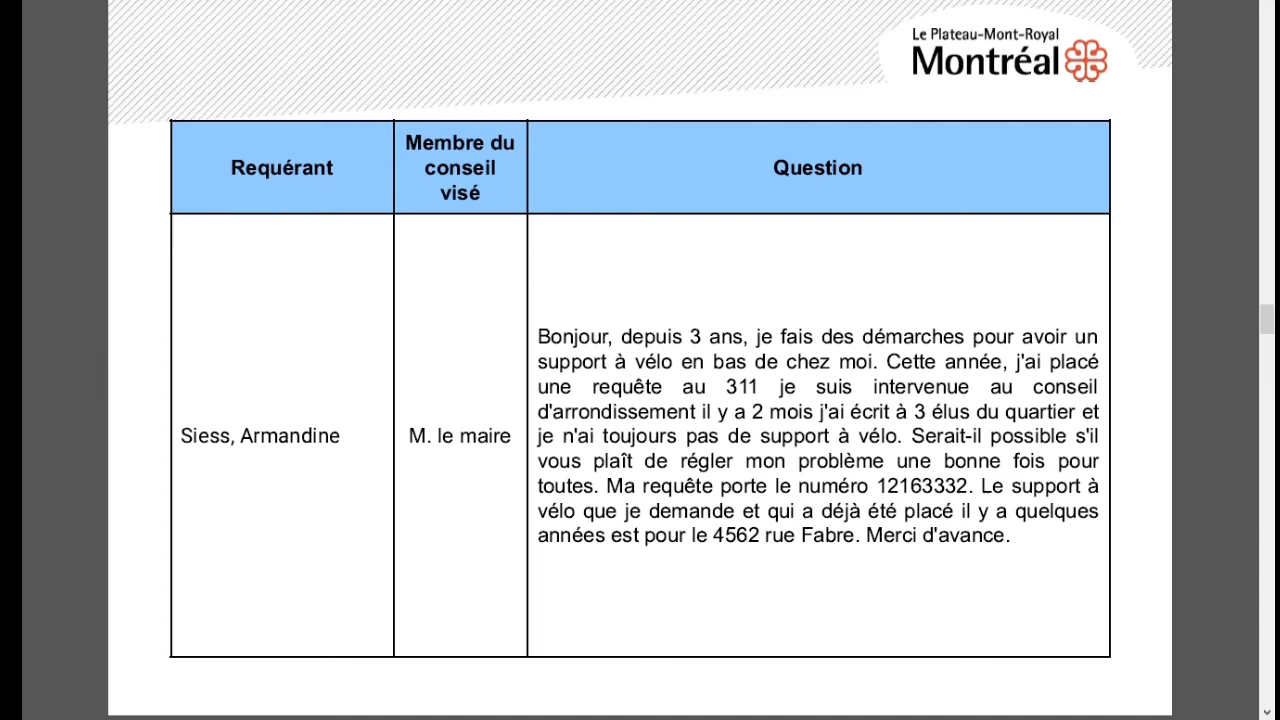 Le Plateau-Mont-Royal
Montréal
Requérant
Membre du
conseil
visé
Question
Siess, Armandine
M. le maire
Bonjour, depuis 3 ans, je fais des démarches pour avoir un
support à vélo en bas de chez moi. Cette année, j'ai placé
une requête au 311 je suis intervenue au conseil
d'arrondissement il y a 2 mois j'ai écrit à 3 élus du quartier et
je n'ai toujours pas de support à vélo. Serait-il possible s'il
vous plaît de régler mon problème une bonne fois pour
toutes. Ma requête porte le numéro 12163332. Le support à
vélo que je demande et qui a déjà été placé il y a quelques
années est pour le 4562 rue Fabre. Merci d'avance.